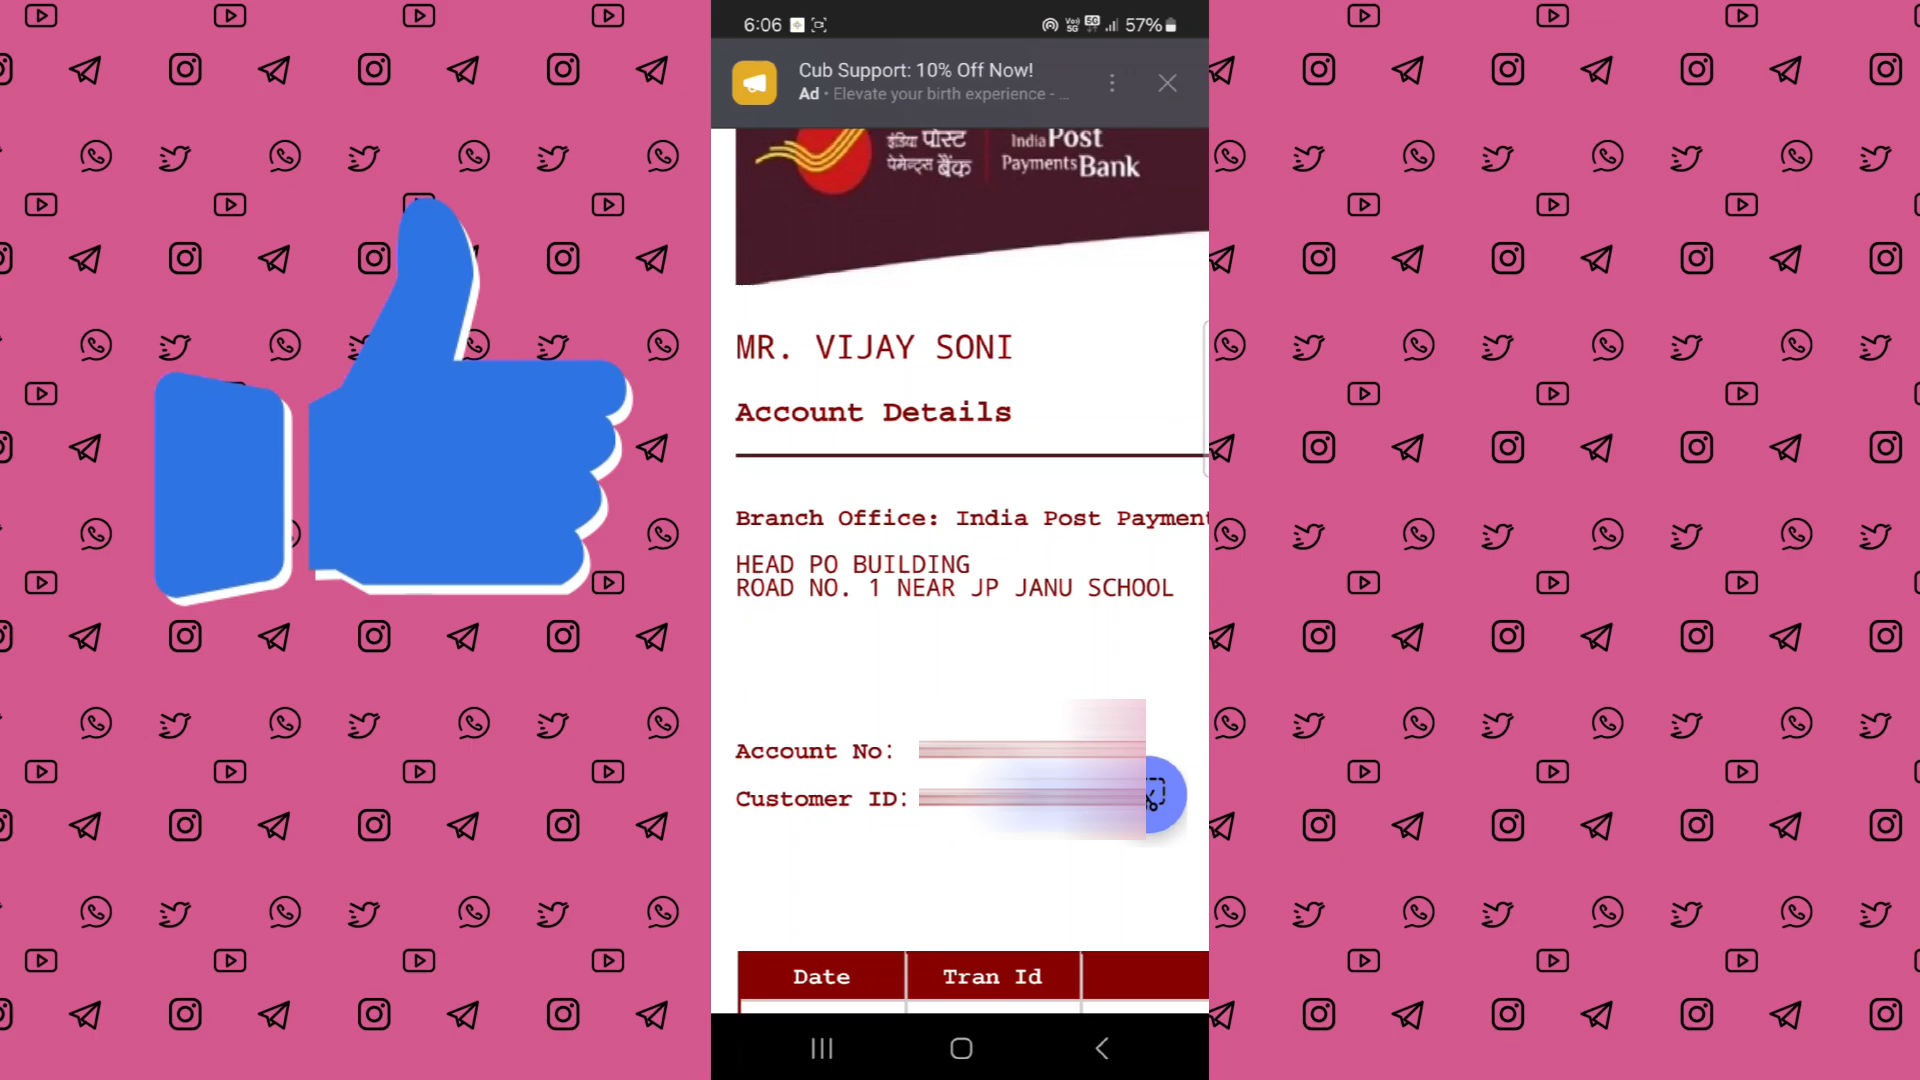 6:06
57%
Cub Support: 10% Off Now!
Ad · Elevate your birth experience - ...
इंडिया पोस्ट
पेमेन्ट्स बैंक
India Post
Payments Bank
MR. VIJAY SONI
Account Details
Branch Office: India Post Payment
HEAD PO BUILDING
ROAD NO. 1 NEAR JP JANU SCHOOL
Account No:
Customer ID:
Date Tran Id